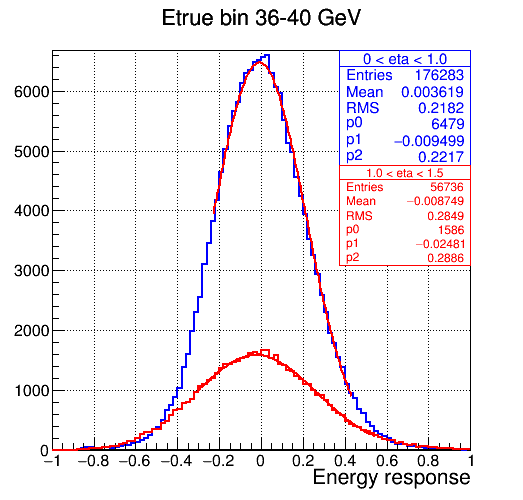 Etrue bin 36-40 GeV
0 < eta < 1.0
Entries 176283
Mean 0.003619
RMS 0.2182
p0 6479
p1 −0.009499
p2 0.2217
1.0 < eta < 1.5
Entries 56736
Mean −0.008749
RMS 0.2849
p0 1586
p1 −0.02481
p2 0.2886
6000
5000
4000
3000
2000
1000
0
−1 −0.8 −0.6 −0.4 −0.2 0 0.2 0.4 0.6 0.8 1
Energy response